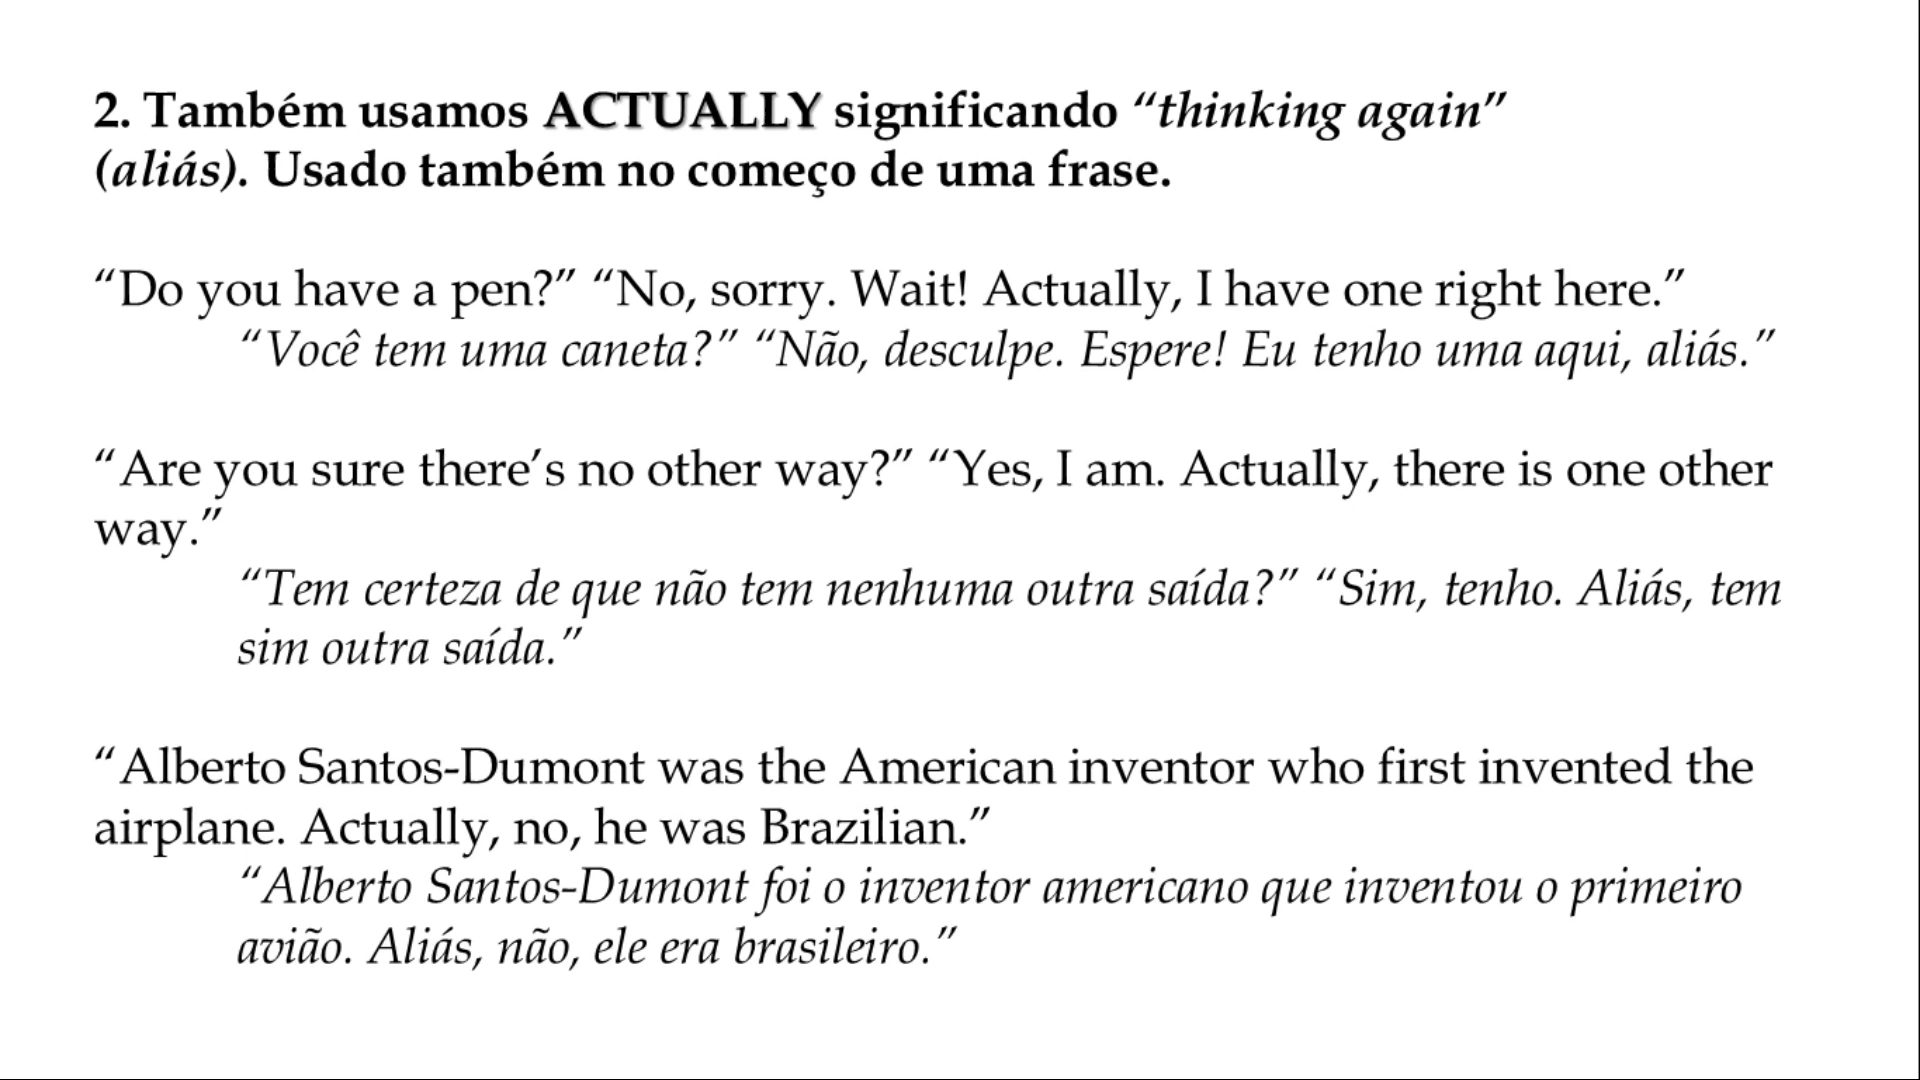 2. Também usamos ACTUALLY significando “thinking again”
(aliás). Usado também no começo de uma frase.
“Do you have a pen?” “No, sorry. Wait! Actually, I have one right here.”
“Você tem uma caneta?” “Não, desculpe. Espere! Eu tenho uma aqui, aliás.”
“Are you sure there’s no other way?” “Yes, I am. Actually, there is one other
way.”
“Tem certeza de que não tem nenhuma outra saída?” “Sim, tenho. Aliás, tem
sim outra saída.”
“Alberto Santos-Dumont was the American inventor who first invented the
airplane. Actually, no, he was Brazilian.”
“Alberto Santos-Dumont foi o inventor americano que inventou o primeiro
avião. Aliás, não, ele era brasileiro.”